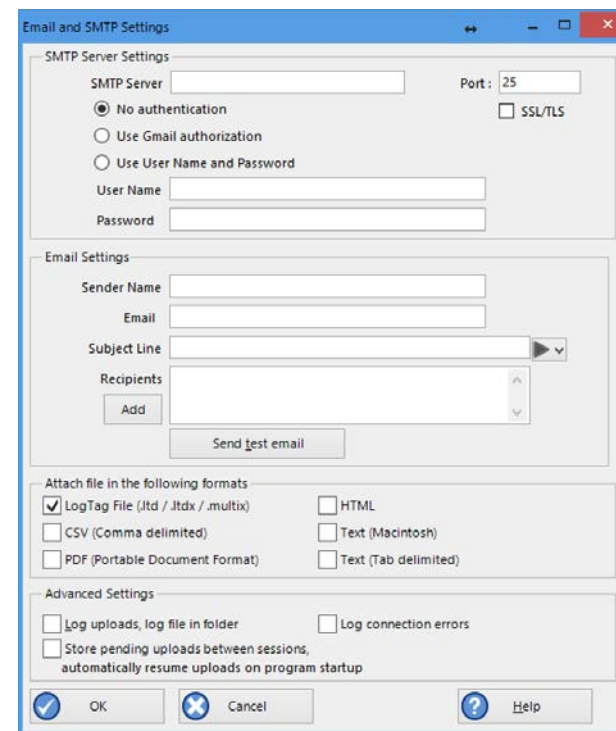 Email and SMTP Settings
SMTP Server Settings
SMTP Server Port : 25
No authentication SSL/TLS
Use Gmail authorization
Use User Name and Password
User Name
Password
Email Settings
Sender Name
Email
Subject Line
Recipients
Add
Send test email
Attach file in the following formats
LogTag File (.ltd / .ltdx / .multix) HTML
CSV (Comma delimited) Text (Macintosh)
PDF (Portable Document Format) Text (Tab delimited)
Advanced Settings
Log uploads, log file in folder Log connection errors
Store pending uploads between sessions,
automatically resume uploads on program startup
OK Cancel Help